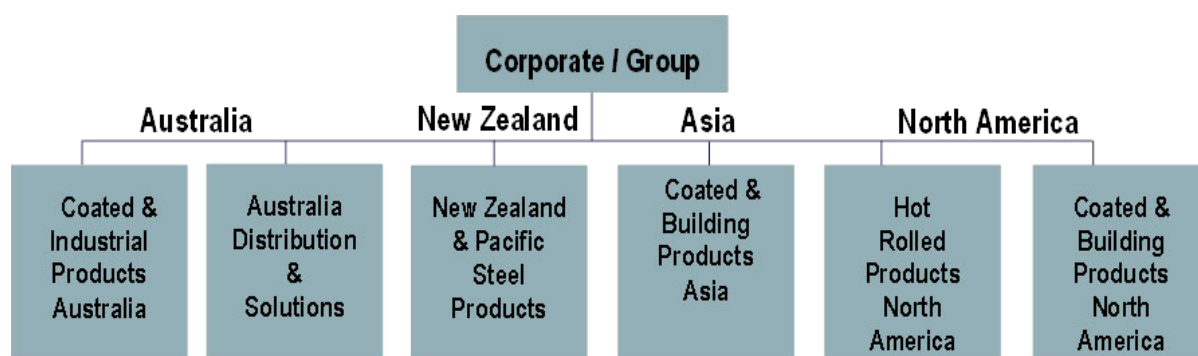 Corporate / Group
Australia
New Zealand
Asia
North America
Coated &
Industrial
Products
Australia
Australia
Distribution
&
Solutions
New Zealand
& Pacific
Steel
Products
Coated &
Building
Products
Asia
Hot
Rolled
Products
North
America
Coated &
Building
Products
North
America